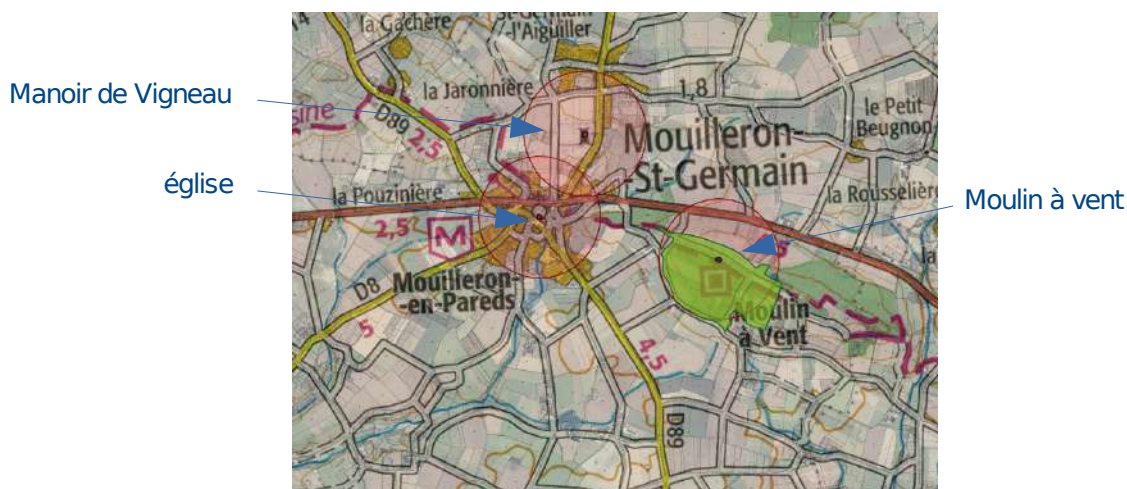 Manoir de Vigneau
église
Moulin à vent
la Gachère
St-Germain-
-l'Aiguiller
la Jaronnière
1,8
le Petit
Beugnon
sine
D89
2,5
Mouilleron-
-St-Germain
la Pouzinière
la Rousselière
2,5
M
D8
Mouilleron-
-en-Pareds
5
Moulin
à Vent
4,5
D89